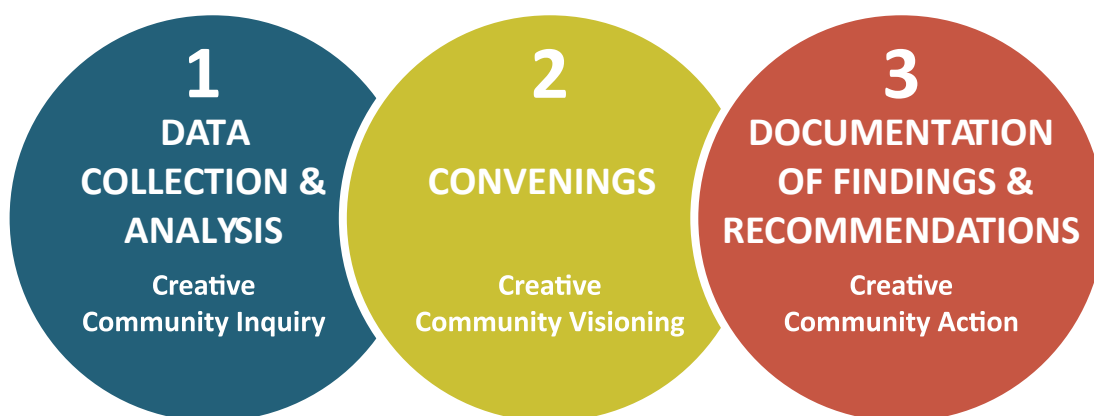 1
DATA
COLLECTION &
ANALYSIS
Creative
Community Inquiry
2
CONVENINGS
Creative
Community Visioning
3
DOCUMENTATION
OF FINDINGS &
RECOMMENDATIONS
Creative
Community Action